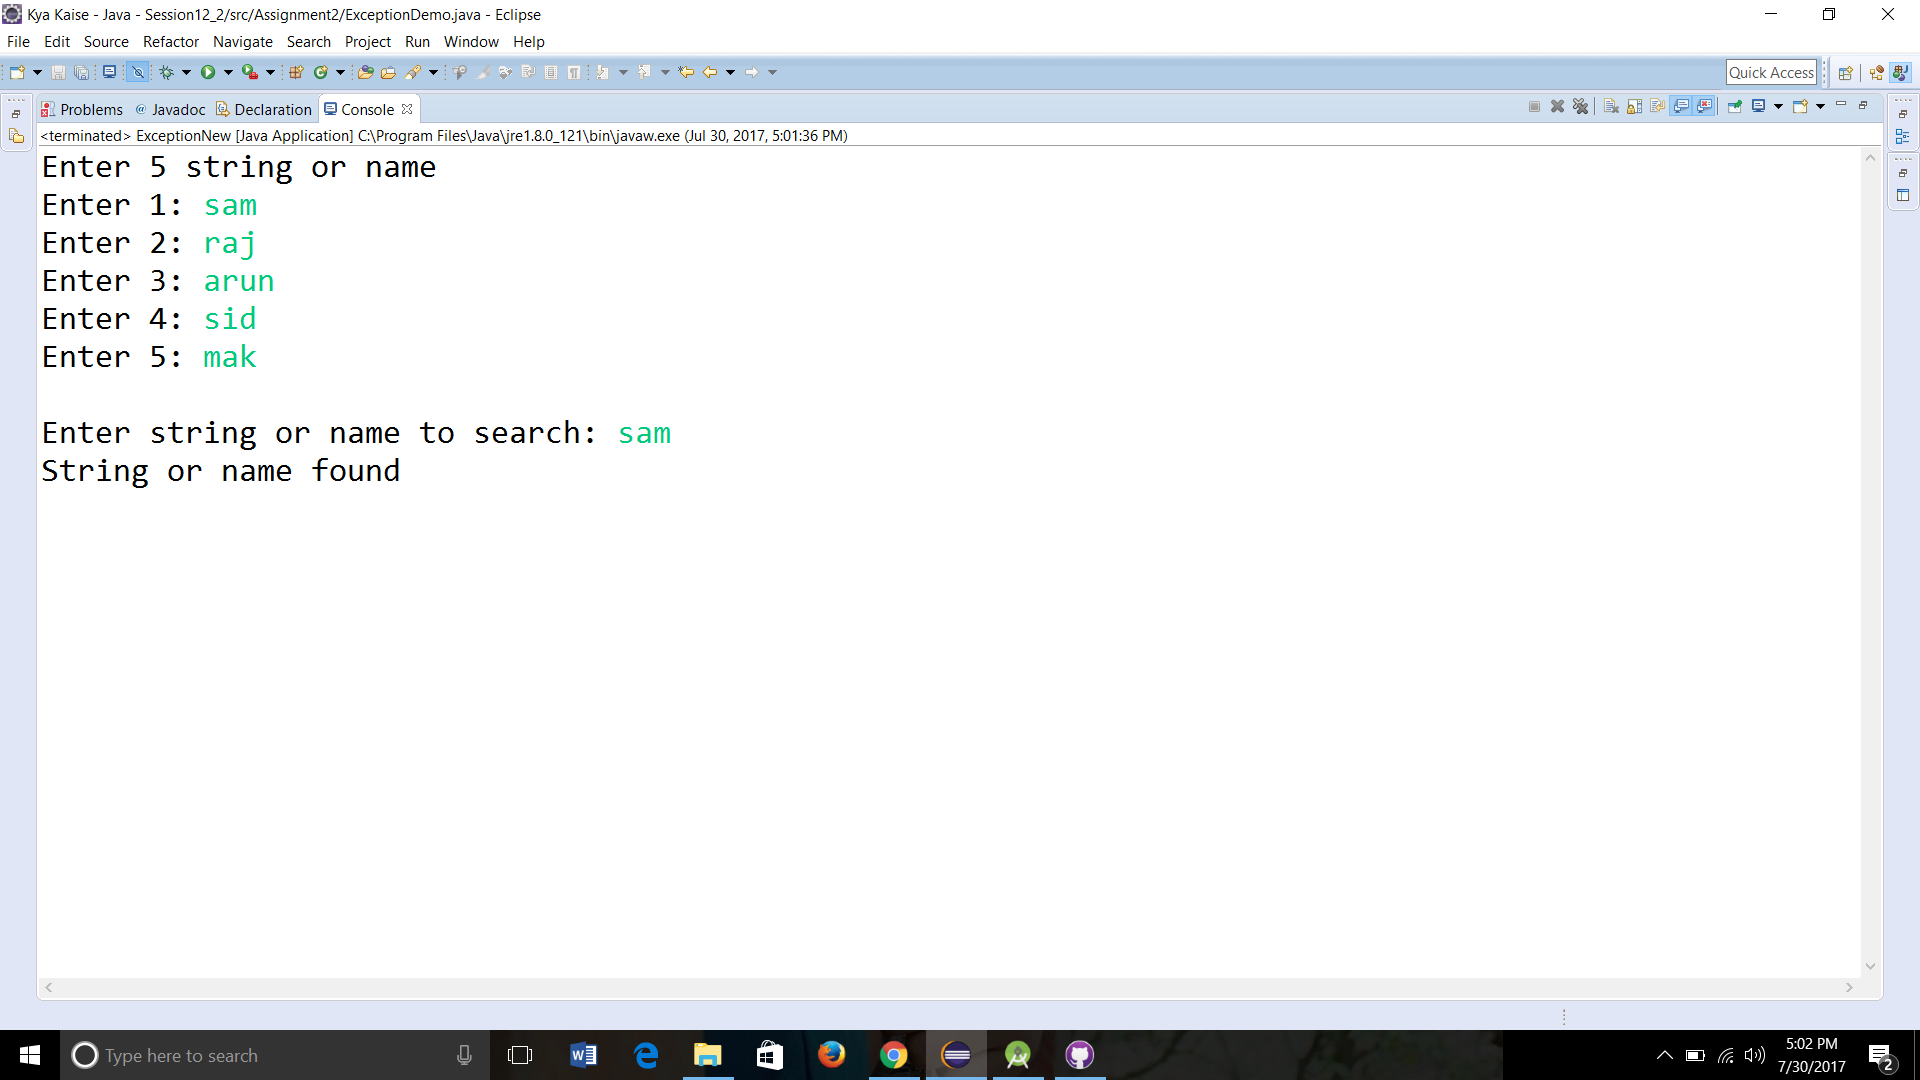 Kya Kaise - Java - Session12_2/src/Assignment2/ExceptionDemo.java - Eclipse
File Edit Source Refactor Navigate Search Project Run Window Help
Quick Access
Problems @ Javadoc Declaration Console
<terminated> ExceptionNew [Java Application] C:\Program Files\Java\jre1.8.0_121\bin\javaw.exe (Jul 30, 2017, 5:01:36 PM)
Enter 5 string or name
Enter 1: sam
Enter 2: raj
Enter 3: arun
Enter 4: sid
Enter 5: mak
Enter string or name to search: sam
String or name found
Type here to search
5:02 PM
7/30/2017
2